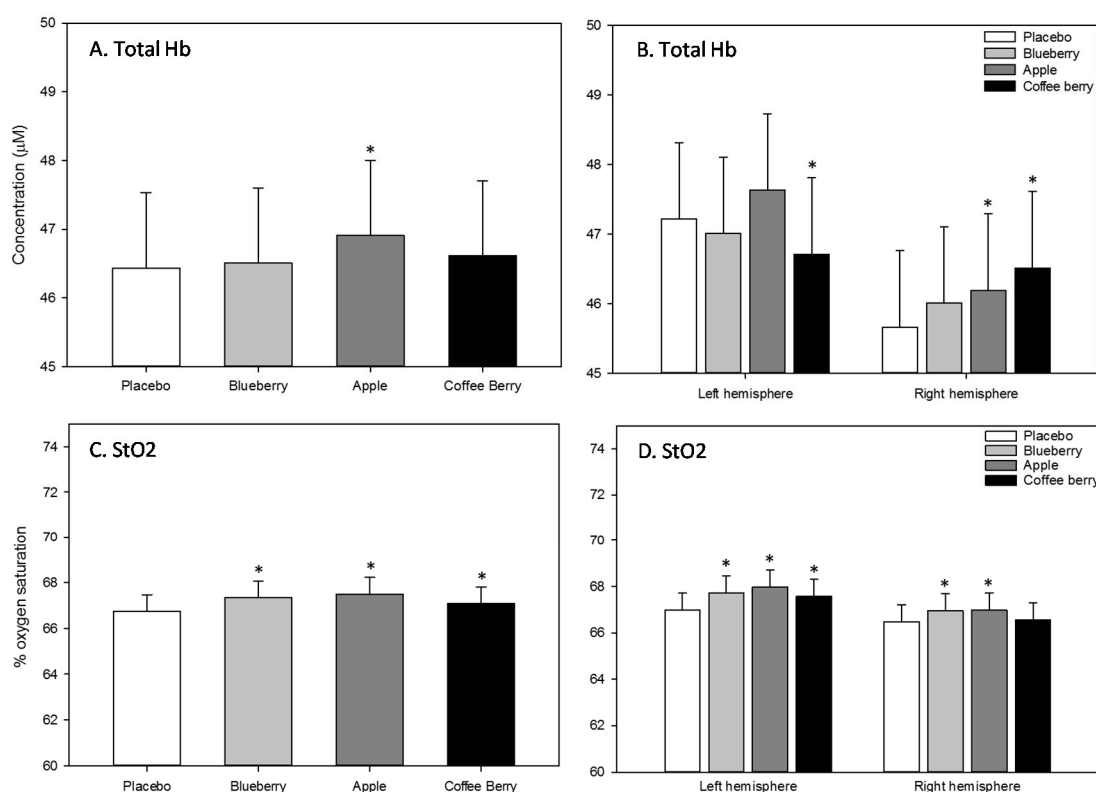 A. Total Hb
50
49
48
47
46
45
Concentration (µM)
*
Placebo
Blueberry
Apple
Coffee Berry
B. Total Hb
50
49
48
47
46
45
Placebo
Blueberry
Apple
Coffee berry
*
*
*
Left hemisphere
Right hemisphere
C. StO2
74
72
70
68
66
64
62
60
% oxygen saturation
*
*
*
Placebo
Blueberry
Apple
Coffee Berry
D. StO2
74
72
70
68
66
64
62
60
Placebo
Blueberry
Apple
Coffee berry
*
*
*
*
*
Left hemisphere
Right hemisphere